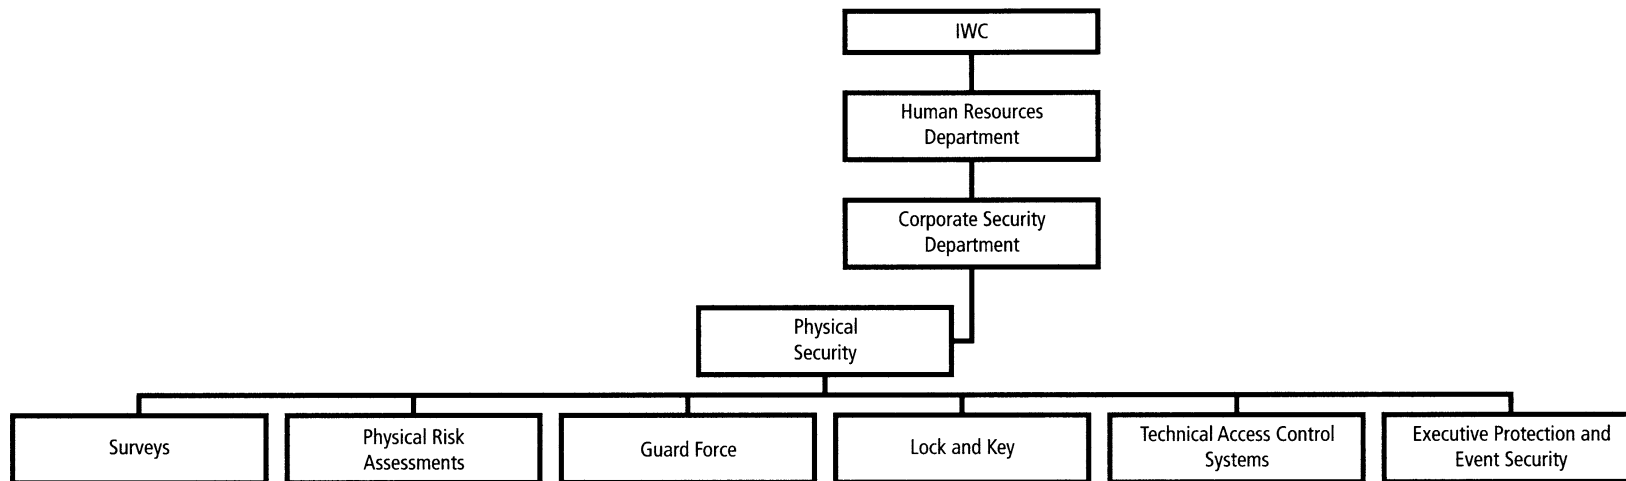 IWC
Human Resources
Department
Corporate Security
Department
Physical
Security
Surveys
Physical Risk
Assessments
Guard Force
Lock and Key
Technical Access Control
Systems
Executive Protection and
Event Security